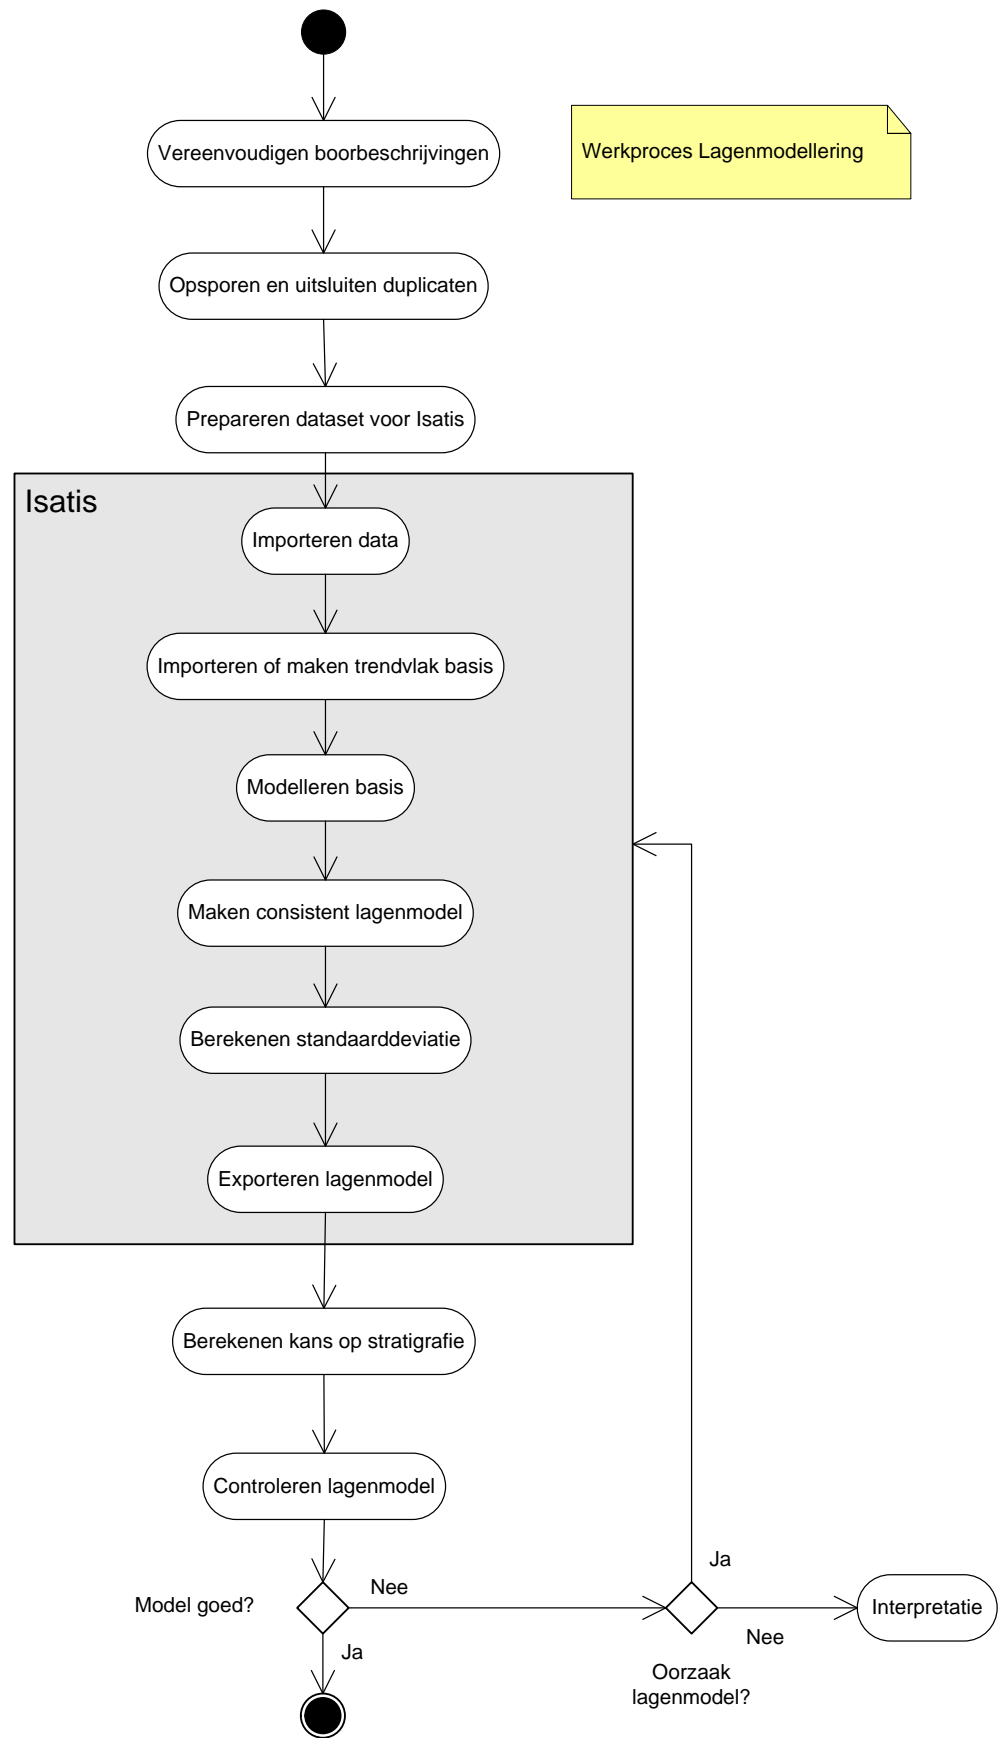 Vereenvoudigen boorbeschrijvingen
Werkproces Lagenmodellering
Opsporen en uitsluiten duplicaten
Prepareren dataset voor Isatis
Isatis
Importeren data
Importeren of maken trendvlak basis
Modelleren basis
Maken consistent lagenmodel
Berekenen standaarddeviatie
Exporteren lagenmodel
Berekenen kans op stratigrafie
Controleren lagenmodel
Model goed?
Nee
Ja
Ja
Nee
Interpretatie
Oorzaak
lagenmodel?